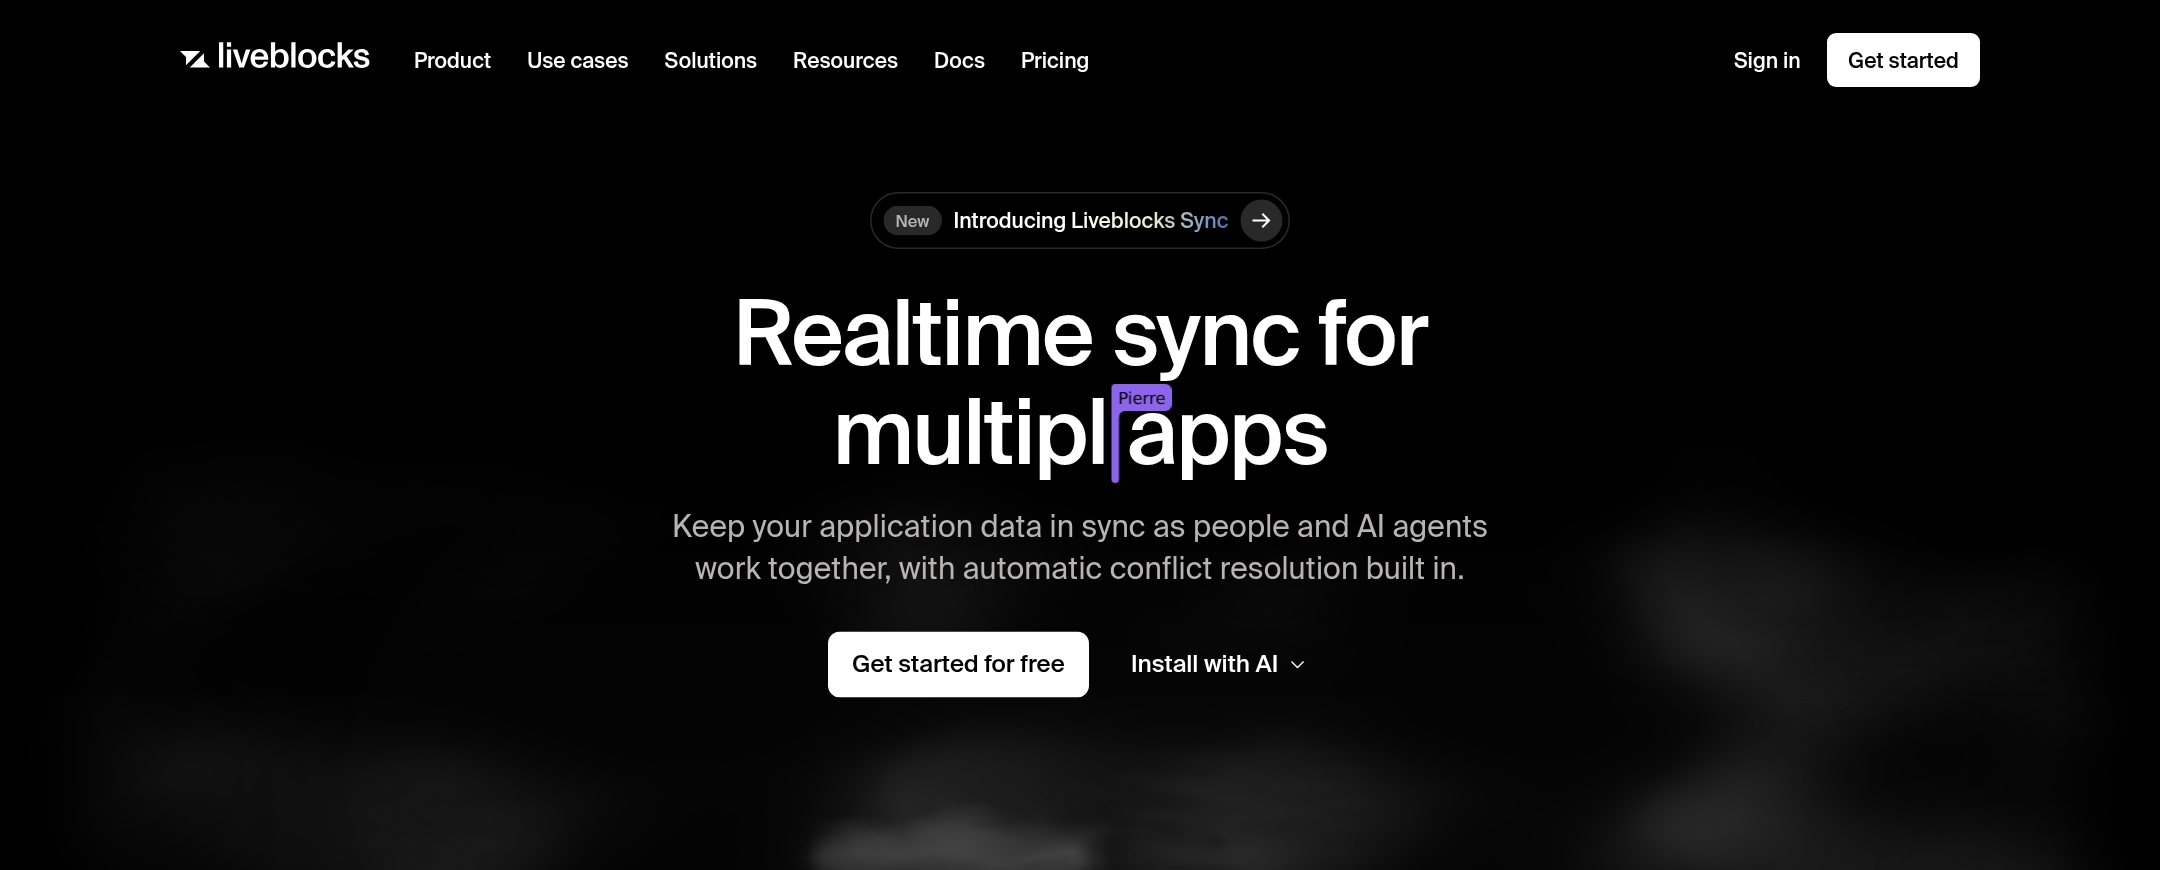 liveblocks
Product Use cases Solutions Resources Docs Pricing
Sign in Get started
New Introducing Liveblocks Sync
Realtime sync for
multipl apps
Pierre
Keep your application data in sync as people and AI agents
work together, with automatic conflict resolution built in.
Get started for free Install with AI